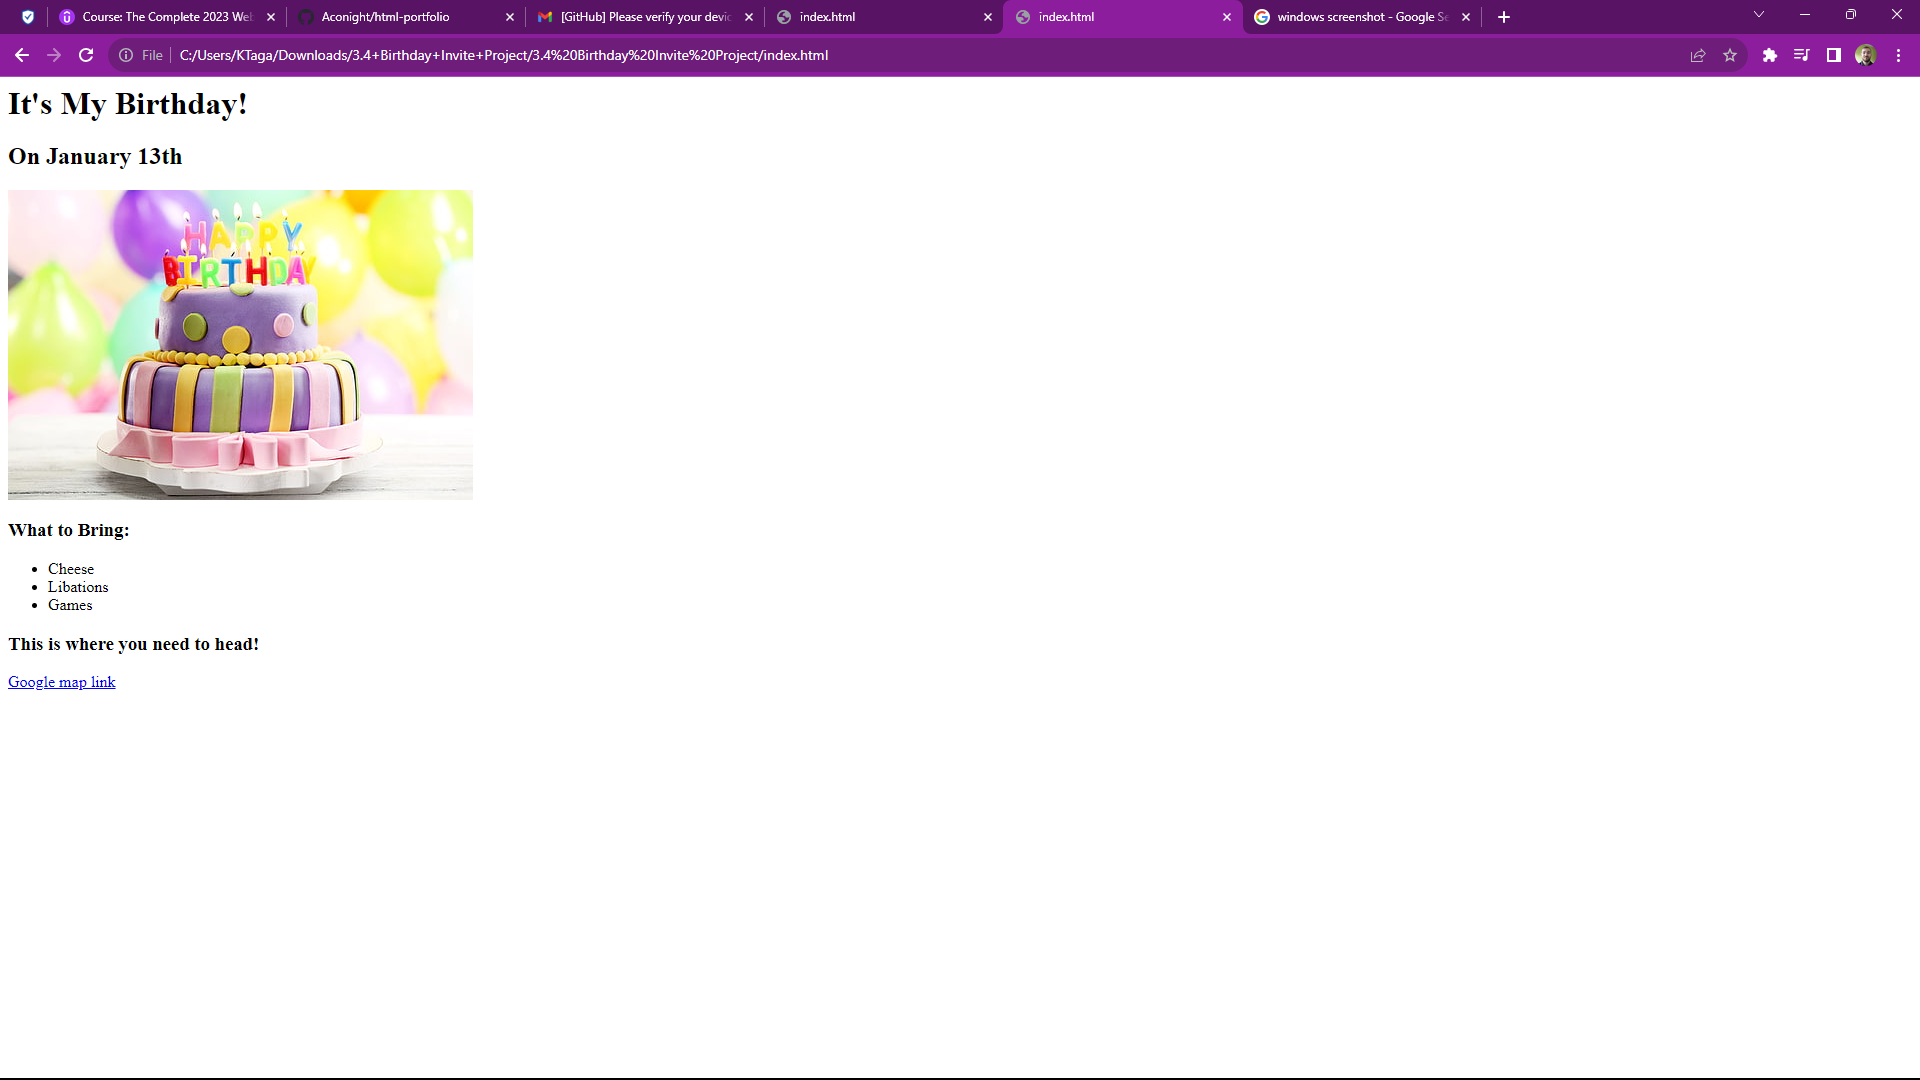 Course: The Complete 2023 Web
Aconight/html-portfolio
[GitHub] Please verify your devic
index.html
index.html
windows screenshot - Google Se
File
C:/Users/KTaga/Downloads/3.4+Birthday+Invite+Project/3.4%20Birthday%20Invite%20Project/index.html
It's My Birthday!
On January 13th
HAPPY
BIRTHDAY
What to Bring:
Cheese
Libations
Games
This is where you need to head!
Google map link